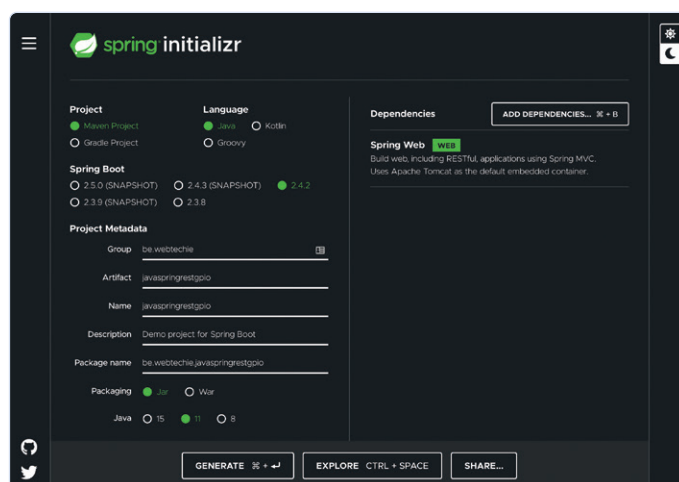 spring initializr
Project
Maven Project
Gradle Project
Language
Java Kotlin
Groovy
Spring Boot
2.5.0 (SNAPSHOT) 2.4.3 (SNAPSHOT) 2.4.2
2.3.9 (SNAPSHOT) 2.3.8
Project Metadata
Group be.webtechie
Artifact javaspringrestgpio
Name javaspringrestgpio
Description Demo project for Spring Boot
Package name be.webtechie.javaspringrestgpio
Packaging Jar War
Java 15 11 8
Dependencies ADD DEPENDENCIES... ⌘ + B
Spring Web WEB
Build web, including RESTful, applications using Spring MVC.
Uses Apache Tomcat as the default embedded container.
GENERATE ⌘ + ↵ EXPLORE CTRL + SPACE SHARE...